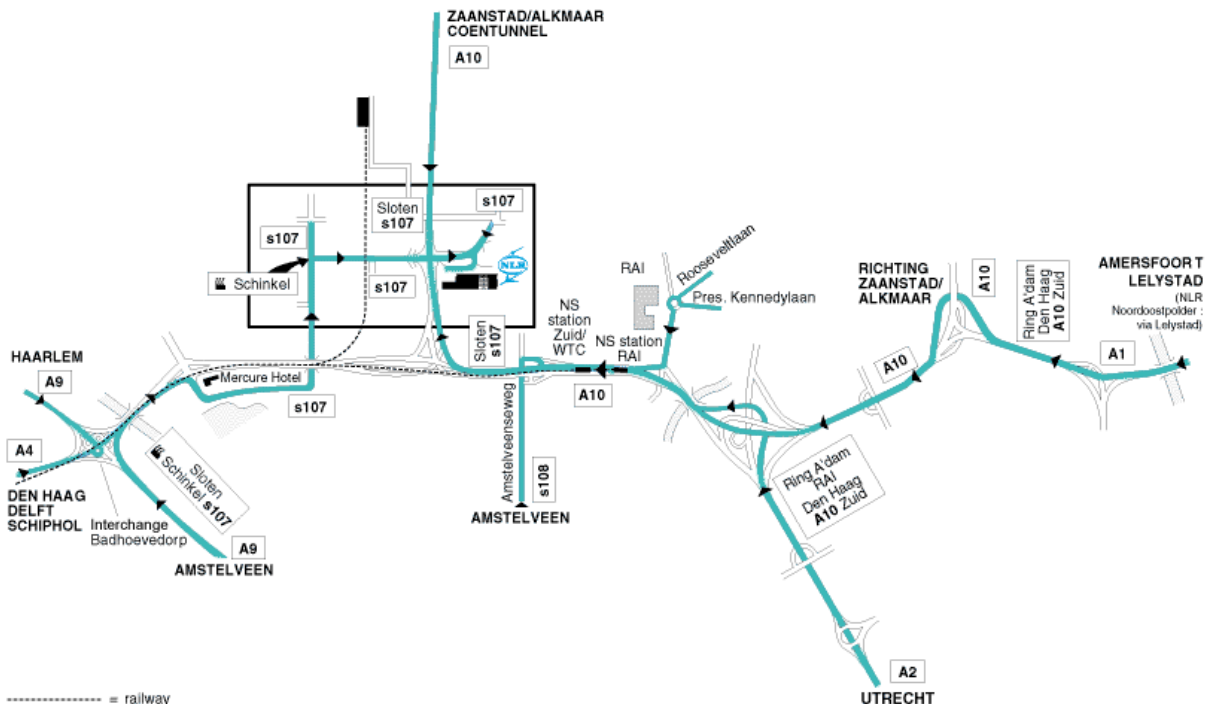 ZAANSTAD/ALKMAAR
COENTUNNEL
A10
s107
Sloten
s107
s107
NLR
Schinkel
s107
RAI
Rooseveltlaan
Pres. Kennedylaan
RICHTING
ZAANSTAD/
ALKMAAR
A10
Ring A'dam
Den Haag
A10 Zuid
AMERSFOORT
LELYSTAD
(NLR
Noordoostpolder :
via Lelystad)
A1
NS
station
Zuid/
WTC
NS station
RAI
Sloten
s107
A10
A10
HAARLEM
A9
Mercure Hotel
s107
A4
DEN HAAG
DELFT
SCHIPHOL
Sloten
Schinkel s107
Interchange
Badhoevedorp
A9
AMSTELVEEN
Amstelveenseweg
s108
AMSTELVEEN
Ring A'dam
RAI
Den Haag
A10 Zuid
A2
UTRECHT
= railway